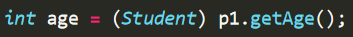 int age = (Student) p1.getAge();